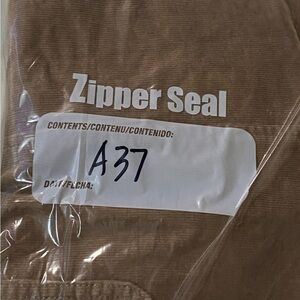 Zipper Seal
CONTENTS/CONTENU/CONTENIDO:
A37
DATE/FECHA: